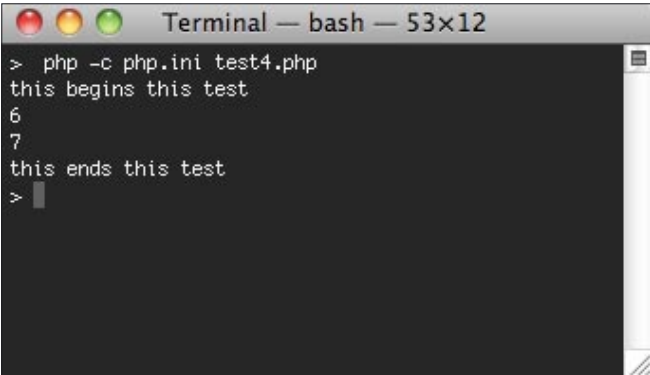 Terminal — bash — 53×12
>  php -c php.ini test4.php
this begins this test
6
7
this ends this test
>